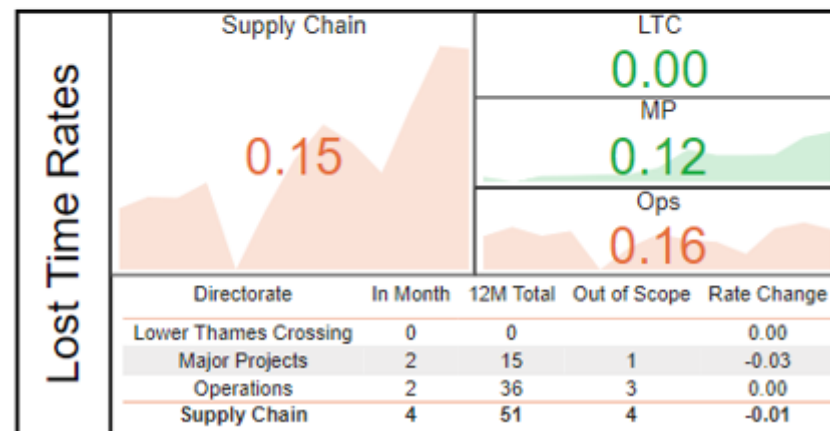 Lost Time Rates
Supply Chain
0.15
LTC
0.00
MP
0.12
Ops
0.16
Directorate In Month 12M Total Out of Scope Rate Change
Lower Thames Crossing 0 0 0.00
Major Projects 2 15 1 -0.03
Operations 2 36 3 0.00
Supply Chain 4 51 4 -0.01